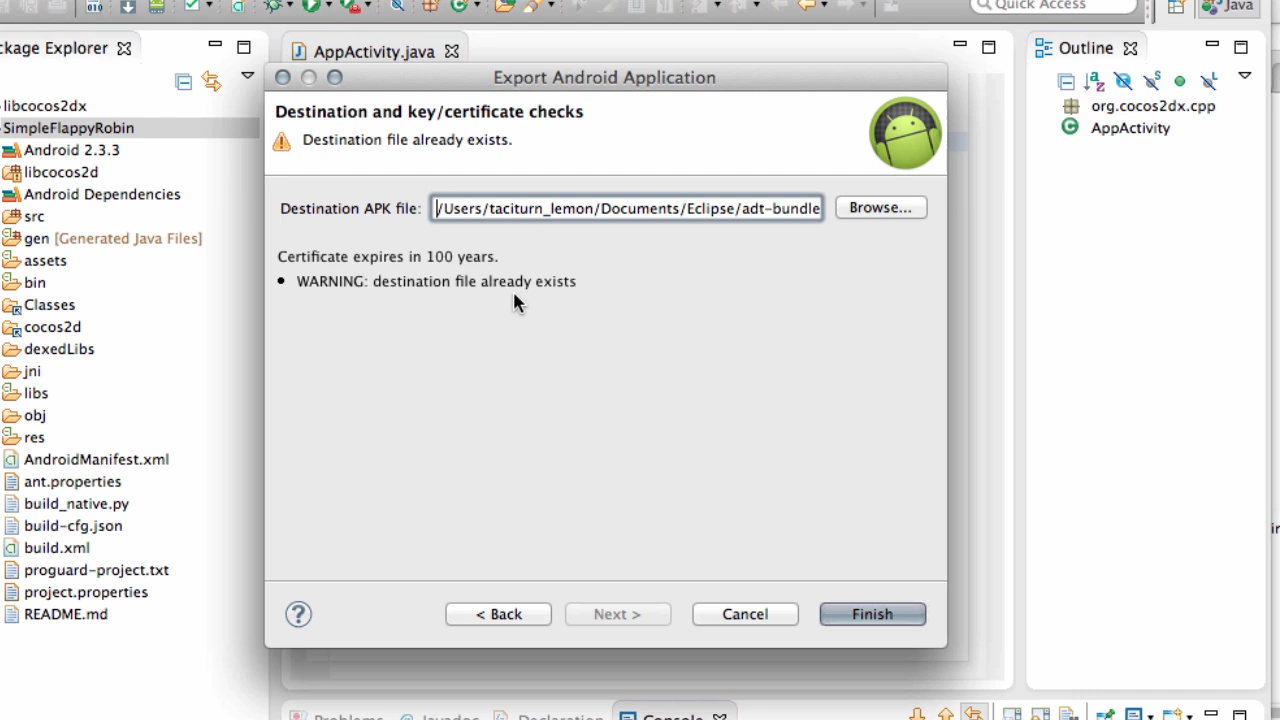 Quick Access
Java
ckage Explorer
AppActivity.java
Outline
Export Android Application
Destination and key/certificate checks
Destination file already exists.
Destination APK file:
/Users/taciturn_lemon/Documents/Eclipse/adt-bundle
Browse...
Certificate expires in 100 years.
• WARNING: destination file already exists
< Back
Next >
Cancel
Finish
libcocos2dx
SimpleFlappyRobin
Android 2.3.3
libcocos2d
Android Dependencies
src
gen [Generated Java Files]
assets
bin
Classes
cocos2d
dexedLibs
jni
libs
obj
res
AndroidManifest.xml
ant.properties
build_native.py
build-cfg.json
build.xml
proguard-project.txt
project.properties
README.md
org.cocos2dx.cpp
AppActivity
Problems
Javadoc
Declaration
Console